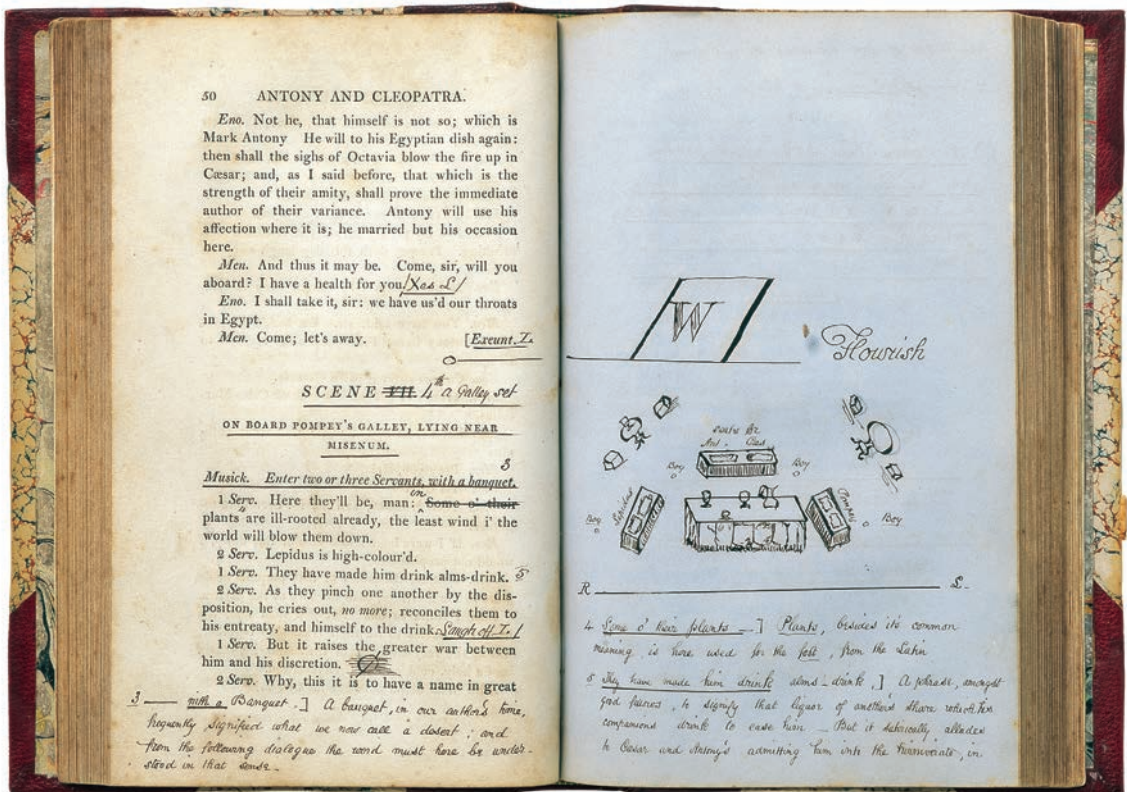 50 ANTONY AND CLEOPATRA.
Eno. Not he, that himself is not so; which is
Mark Antony He will to his Egyptian dish again:
then shall the sighs of Octavia blow the fire up in
Cæsar; and, as I said before, that which is the
strength of their amity, shall prove the immediate
author of their variance. Antony will use his
affection where it is; he married but his occasion
here.
Men. And thus it may be. Come, sir, will you
aboard? I have a health for you.
Eno. I shall take it, sir: we have us'd our throats
in Egypt.
Men. Come; let's away. [Exeunt.
SCENE VII. 4th a Galley set
ON BOARD POMPEY'S GALLEY, LYING NEAR
MISENUM.
3
Musick. Enter two or three Servants, with a banquet.
1 Serv. Here they'll be, man: Some o' their
plants 4 are ill-rooted already, the least wind i' the
world will blow them down.
2 Serv. Lepidus is high-colour'd.
1 Serv. They have made him drink alms-drink. 5
2 Serv. As they pinch one another by the dis-
position, he cries out, no more; reconciles them to
his entreaty, and himself to the drink. Laugh off
1 Serv. But it raises the greater war between
him and his discretion.
2 Serv. Why, this it is to have a name in great
3 with a Banquet.] A banquet, in our author's time,
frequently signified what we now call a desert; and
from the following dialogue the word must here be under-
stood in that sense.
W
Flourish
Ant. Cæs
Boy Boy
Lepidus Pompey
Boy Boy
R L
4 Some o' their plants ] Plants, besides its common
meaning is here used for the foot, from the Latin
5 They have made him drink alms-drink,] A phrase, amongst
good fellows, to signify that liquor of another's share which his
companions drink to ease him But it satirically alludes
to Cæsar and Antony's admitting him into the triumvirate, in